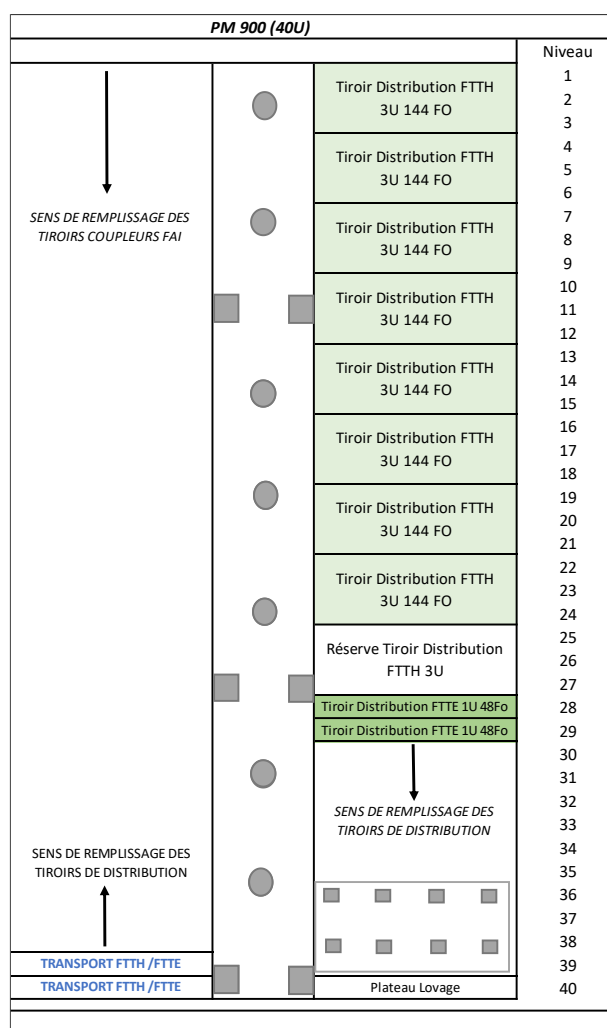 PM 900 (40U)
Niveau
1
2
3
4
5
6
7
8
9
10
11
12
13
14
15
16
17
18
19
20
21
22
23
24
25
26
27
28
29
30
31
32
33
34
35
36
37
38
39
40
SENS DE REMPLISSAGE DES
TIROIRS COUPLEURS FAI
SENS DE REMPLISSAGE DES
TIROIRS DE DISTRIBUTION
TRANSPORT FTTH /FTTE
TRANSPORT FTTH /FTTE
Tiroir Distribution FTTH
3U 144 FO
Tiroir Distribution FTTH
3U 144 FO
Tiroir Distribution FTTH
3U 144 FO
Tiroir Distribution FTTH
3U 144 FO
Tiroir Distribution FTTH
3U 144 FO
Tiroir Distribution FTTH
3U 144 FO
Tiroir Distribution FTTH
3U 144 FO
Tiroir Distribution FTTH
3U 144 FO
Réserve Tiroir Distribution
FTTH 3U
Tiroir Distribution FTTE 1U 48Fo
Tiroir Distribution FTTE 1U 48Fo
SENS DE REMPLISSAGE DES
TIROIRS DE DISTRIBUTION
Plateau Lovage